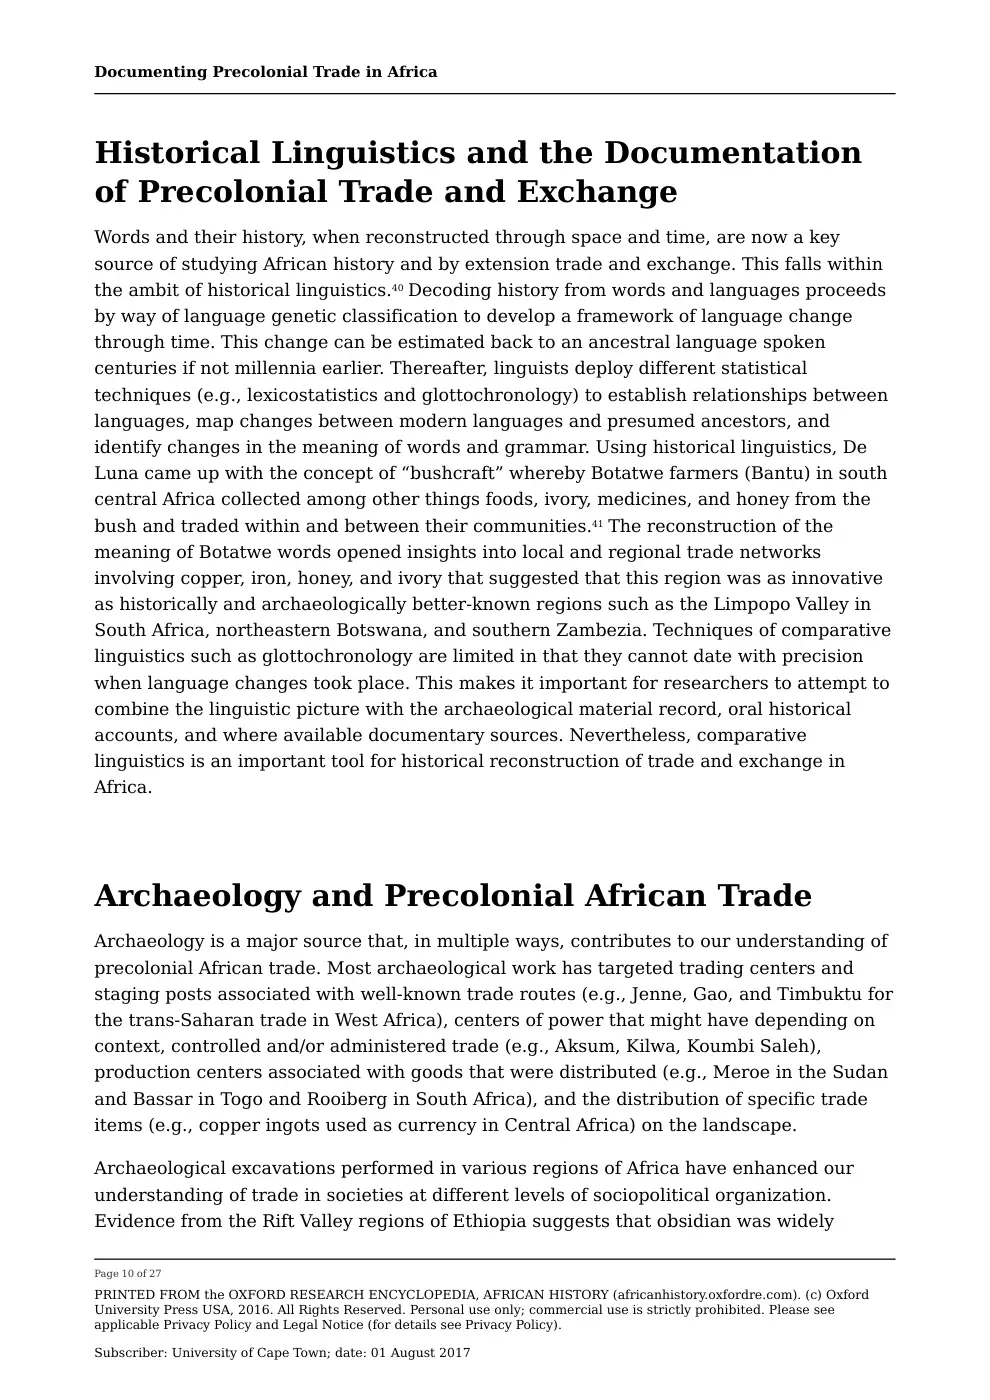 Documenting Precolonial Trade in Africa
Historical Linguistics and the Documentation
of Precolonial Trade and Exchange
Words and their history, when reconstructed through space and time, are now a key
source of studying African history and by extension trade and exchange. This falls within
the ambit of historical linguistics.40 Decoding history from words and languages proceeds
by way of language genetic classification to develop a framework of language change
through time. This change can be estimated back to an ancestral language spoken
centuries if not millennia earlier. Thereafter, linguists deploy different statistical
techniques (e.g., lexicostatistics and glottochronology) to establish relationships between
languages, map changes between modern languages and presumed ancestors, and
identify changes in the meaning of words and grammar. Using historical linguistics, De
Luna came up with the concept of “bushcraft” whereby Botatwe farmers (Bantu) in south
central Africa collected among other things foods, ivory, medicines, and honey from the
bush and traded within and between their communities.41 The reconstruction of the
meaning of Botatwe words opened insights into local and regional trade networks
involving copper, iron, honey, and ivory that suggested that this region was as innovative
as historically and archaeologically better-known regions such as the Limpopo Valley in
South Africa, northeastern Botswana, and southern Zambezia. Techniques of comparative
linguistics such as glottochronology are limited in that they cannot date with precision
when language changes took place. This makes it important for researchers to attempt to
combine the linguistic picture with the archaeological material record, oral historical
accounts, and where available documentary sources. Nevertheless, comparative
linguistics is an important tool for historical reconstruction of trade and exchange in
Africa.
Archaeology and Precolonial African Trade
Archaeology is a major source that, in multiple ways, contributes to our understanding of
precolonial African trade. Most archaeological work has targeted trading centers and
staging posts associated with well-known trade routes (e.g., Jenne, Gao, and Timbuktu for
the trans-Saharan trade in West Africa), centers of power that might have depending on
context, controlled and/or administered trade (e.g., Aksum, Kilwa, Koumbi Saleh),
production centers associated with goods that were distributed (e.g., Meroe in the Sudan
and Bassar in Togo and Rooiberg in South Africa), and the distribution of specific trade
items (e.g., copper ingots used as currency in Central Africa) on the landscape.
Archaeological excavations performed in various regions of Africa have enhanced our
understanding of trade in societies at different levels of sociopolitical organization.
Evidence from the Rift Valley regions of Ethiopia suggests that obsidian was widely
Page 10 of 27
PRINTED FROM the OXFORD RESEARCH ENCYCLOPEDIA, AFRICAN HISTORY (africanhistory.oxfordre.com). (c) Oxford
University Press USA, 2016. All Rights Reserved. Personal use only; commercial use is strictly prohibited. Please see
applicable Privacy Policy and Legal Notice (for details see Privacy Policy).
Subscriber: University of Cape Town; date: 01 August 2017